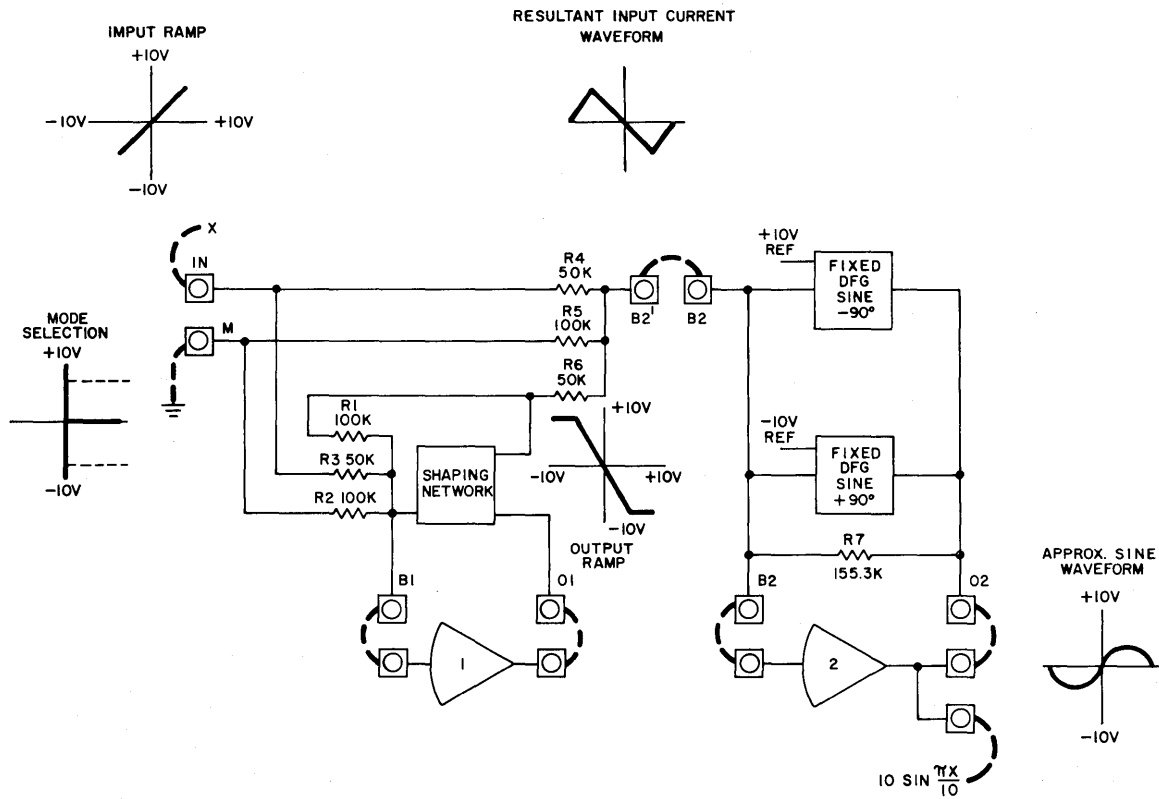 IMPUT RAMP
+10V
-10V
+10V
-10V
RESULTANT INPUT CURRENT
WAVEFORM
X
IN
M
MODE
SELECTION
+10V
-10V
R4
50K
R5
100K
R6
50K
R1
100K
R3 50K
R2 100K
SHAPING
NETWORK
+10V
-10V
+10V
-10V
OUTPUT
RAMP
B1
O1
1
B2'
B2
+10V
REF
FIXED
DFG
SINE
-90°
-10V
REF
FIXED
DFG
SINE
+90°
R7
155.3K
B2
O2
2
APPROX. SINE
WAVEFORM
+10V
-10V
10 SIN πX/10